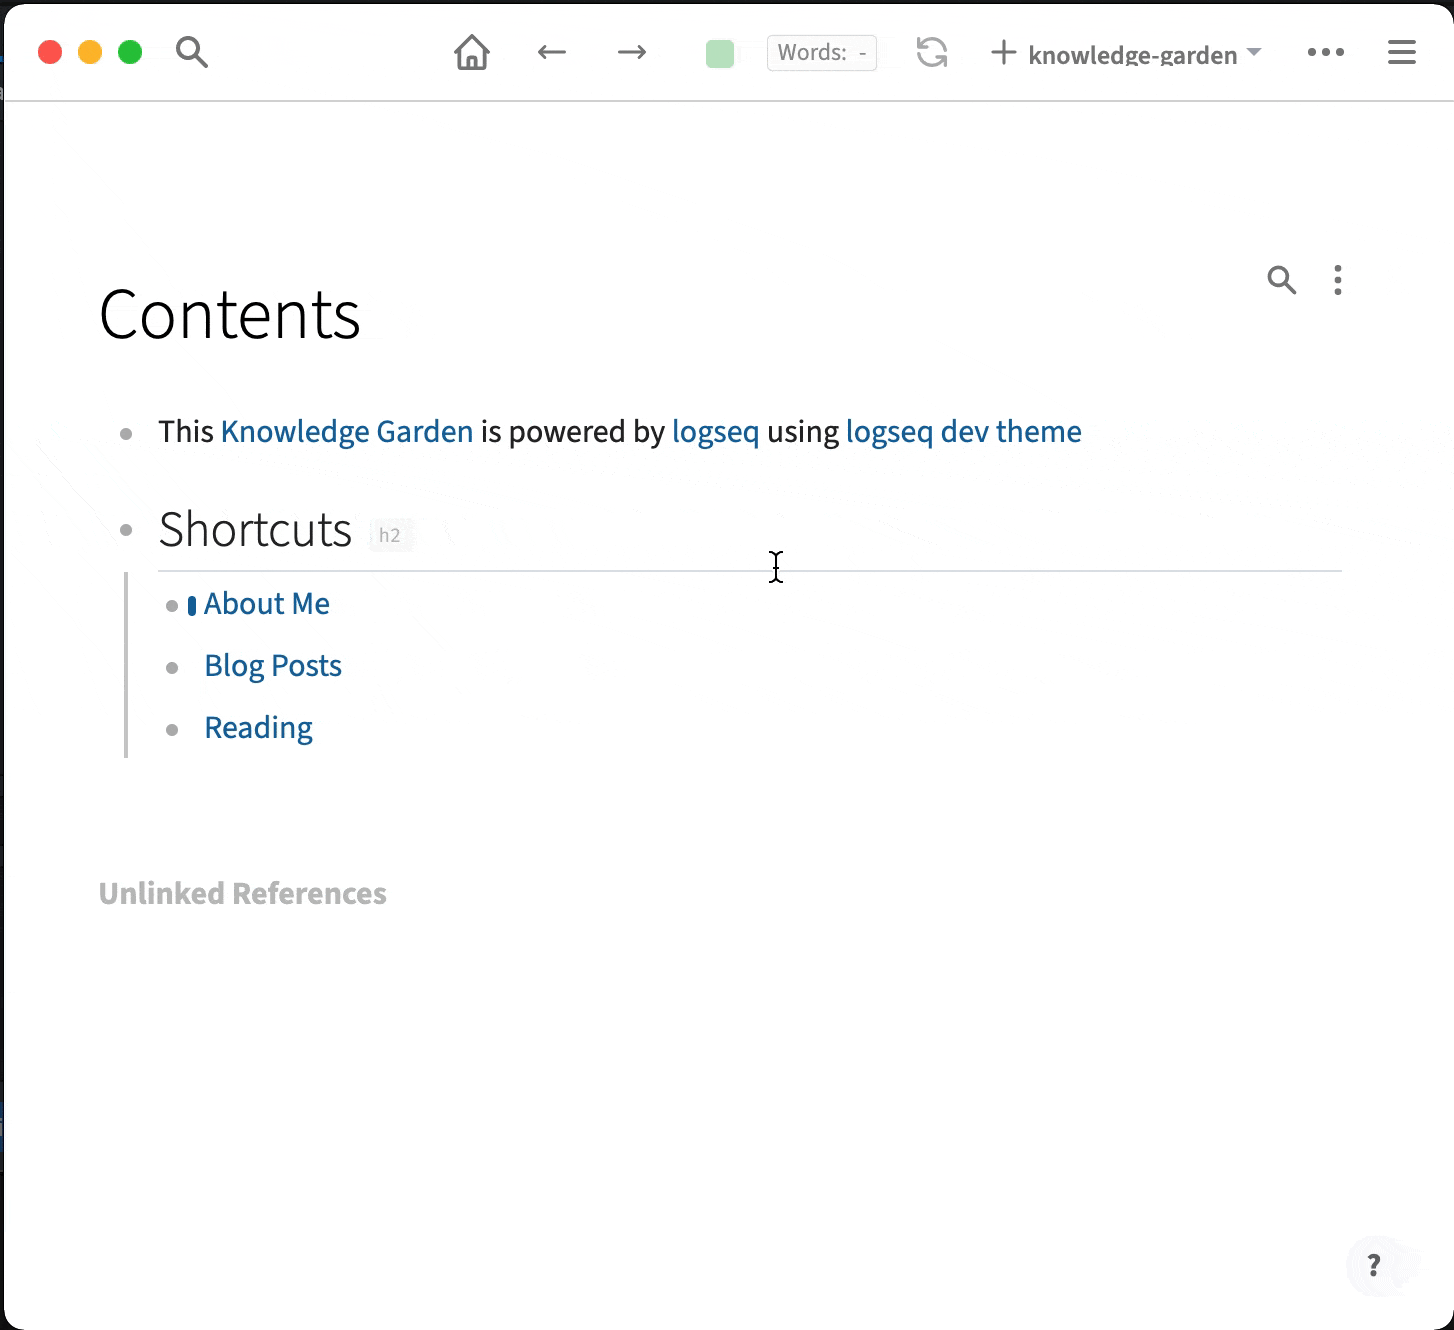 Words: -
knowledge-garden
Contents
This Knowledge Garden is powered by logseq using logseq dev theme
Shortcuts h2
About Me
Blog Posts
Reading
Unlinked References
?